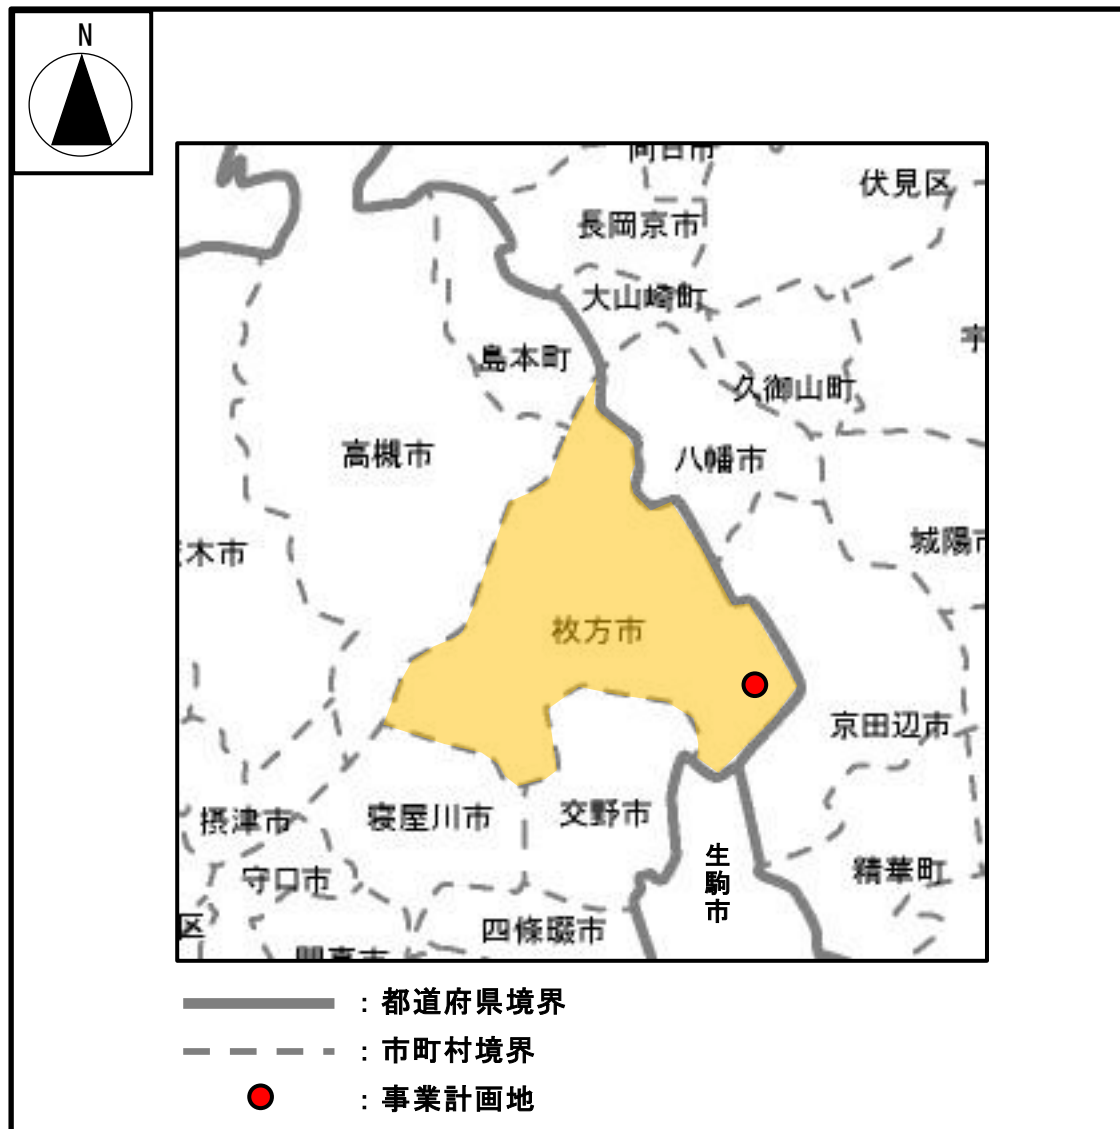 N
向日市
伏見区
長岡京市
大山崎町
島本町
久御山町
高槻市
八幡市
城陽
木市
枚方市
京田辺市
摂津市
寝屋川市
交野市
生駒市
守口市
精華町
区
四條畷市
：都道府県境界
：市町村境界
：事業計画地